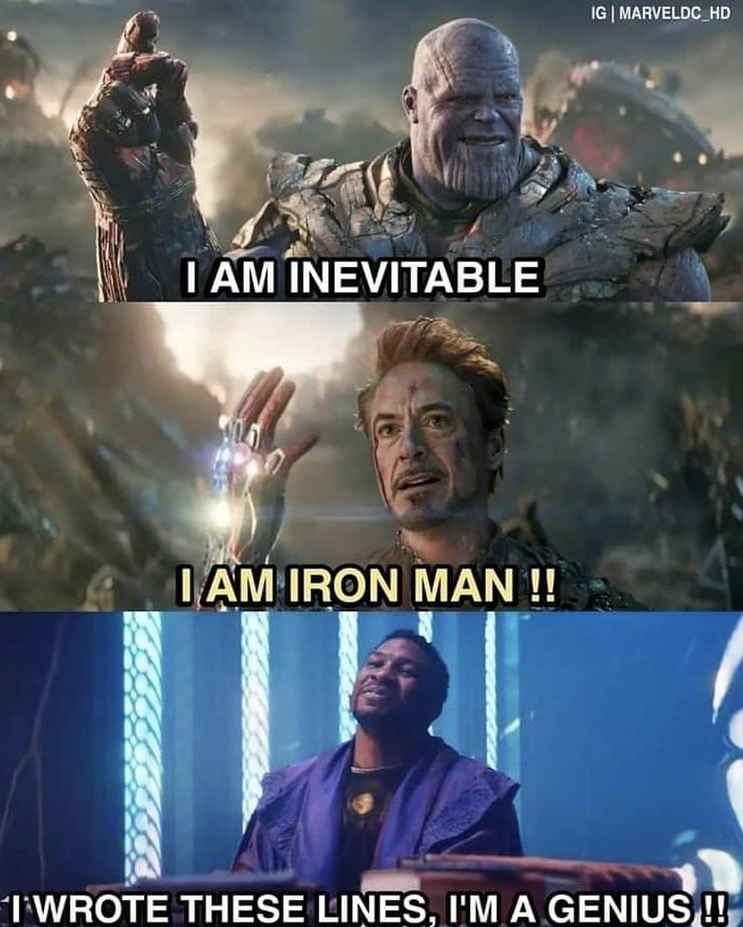 IG | MARVELDC_HD
I AM INEVITABLE
I AM IRON MAN !!
I WROTE THESE LINES, I'M A GENIUS !!